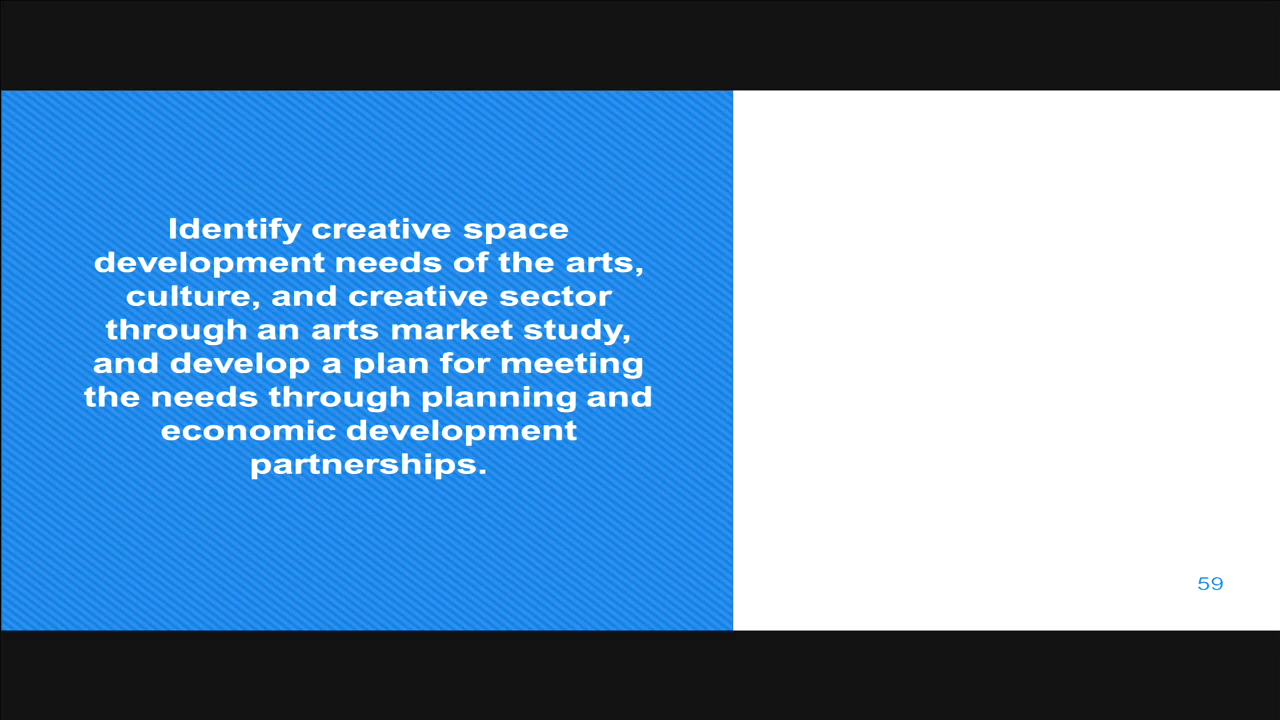 Identify creative space
development needs of the arts,
culture, and creative sector
through an arts market study,
and develop a plan for meeting
the needs through planning and
economic development
partnerships.
59